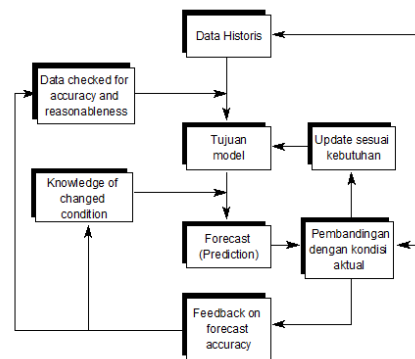 Data Historis
Data checked for
accuracy and
reasonableness
Tujuan
model
Update sesuai
kebutuhan
Knowledge of
changed
condition
Forecast
(Prediction)
Pembandingan
dengan kondisi
aktual
Feedback on
forecast
accuracy